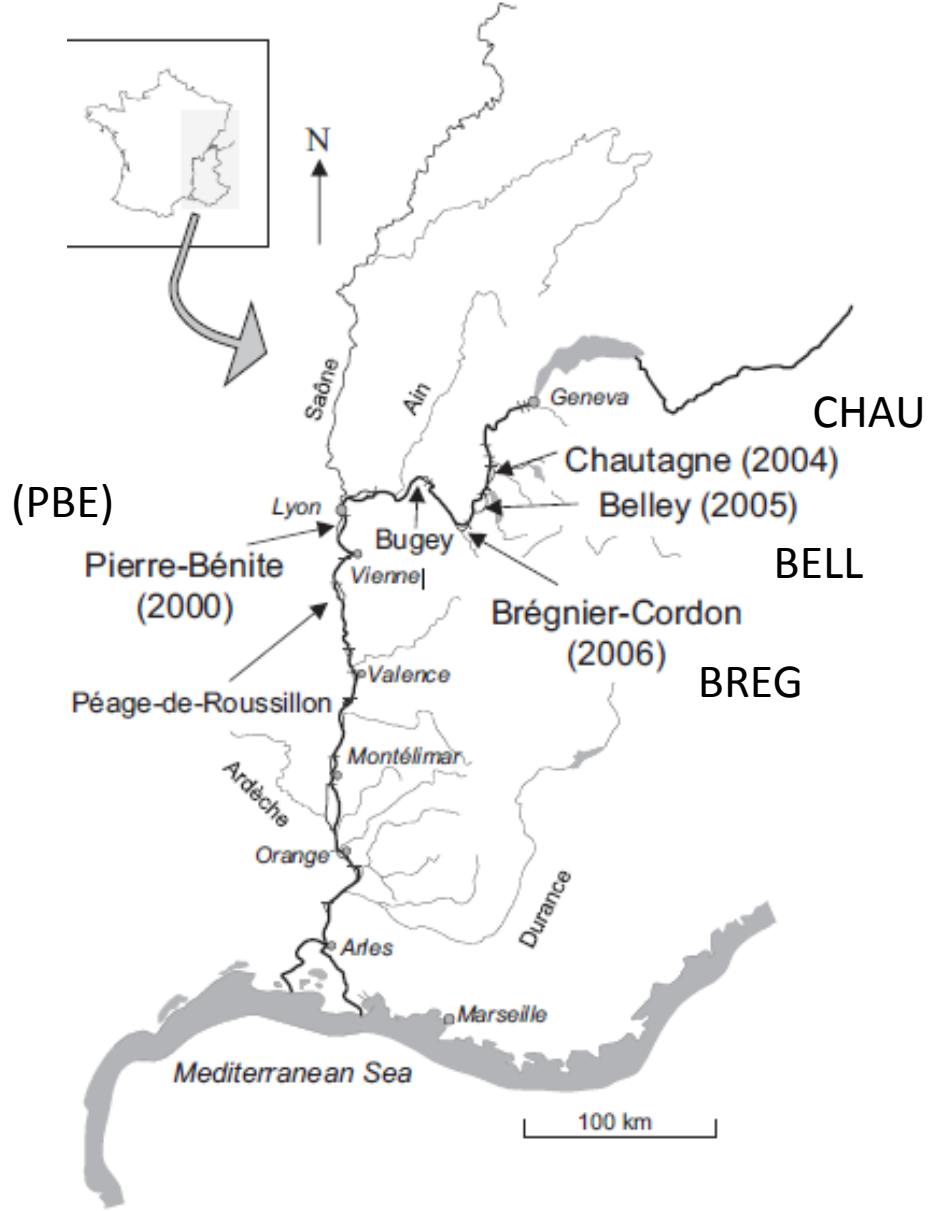 N
Saône
Ain
Geneva
CHAU
Chautagne (2004)
(PBE)
Lyon
Belley (2005)
Bugey
Pierre-Bénite
(2000)
Vienne
BELL
Brégnier-Cordon
(2006)
BREG
Valence
Péage-de-Roussillon
Montélimar
Ardèche
Orange
Durance
Arles
Marseille
Mediterranean Sea
100 km